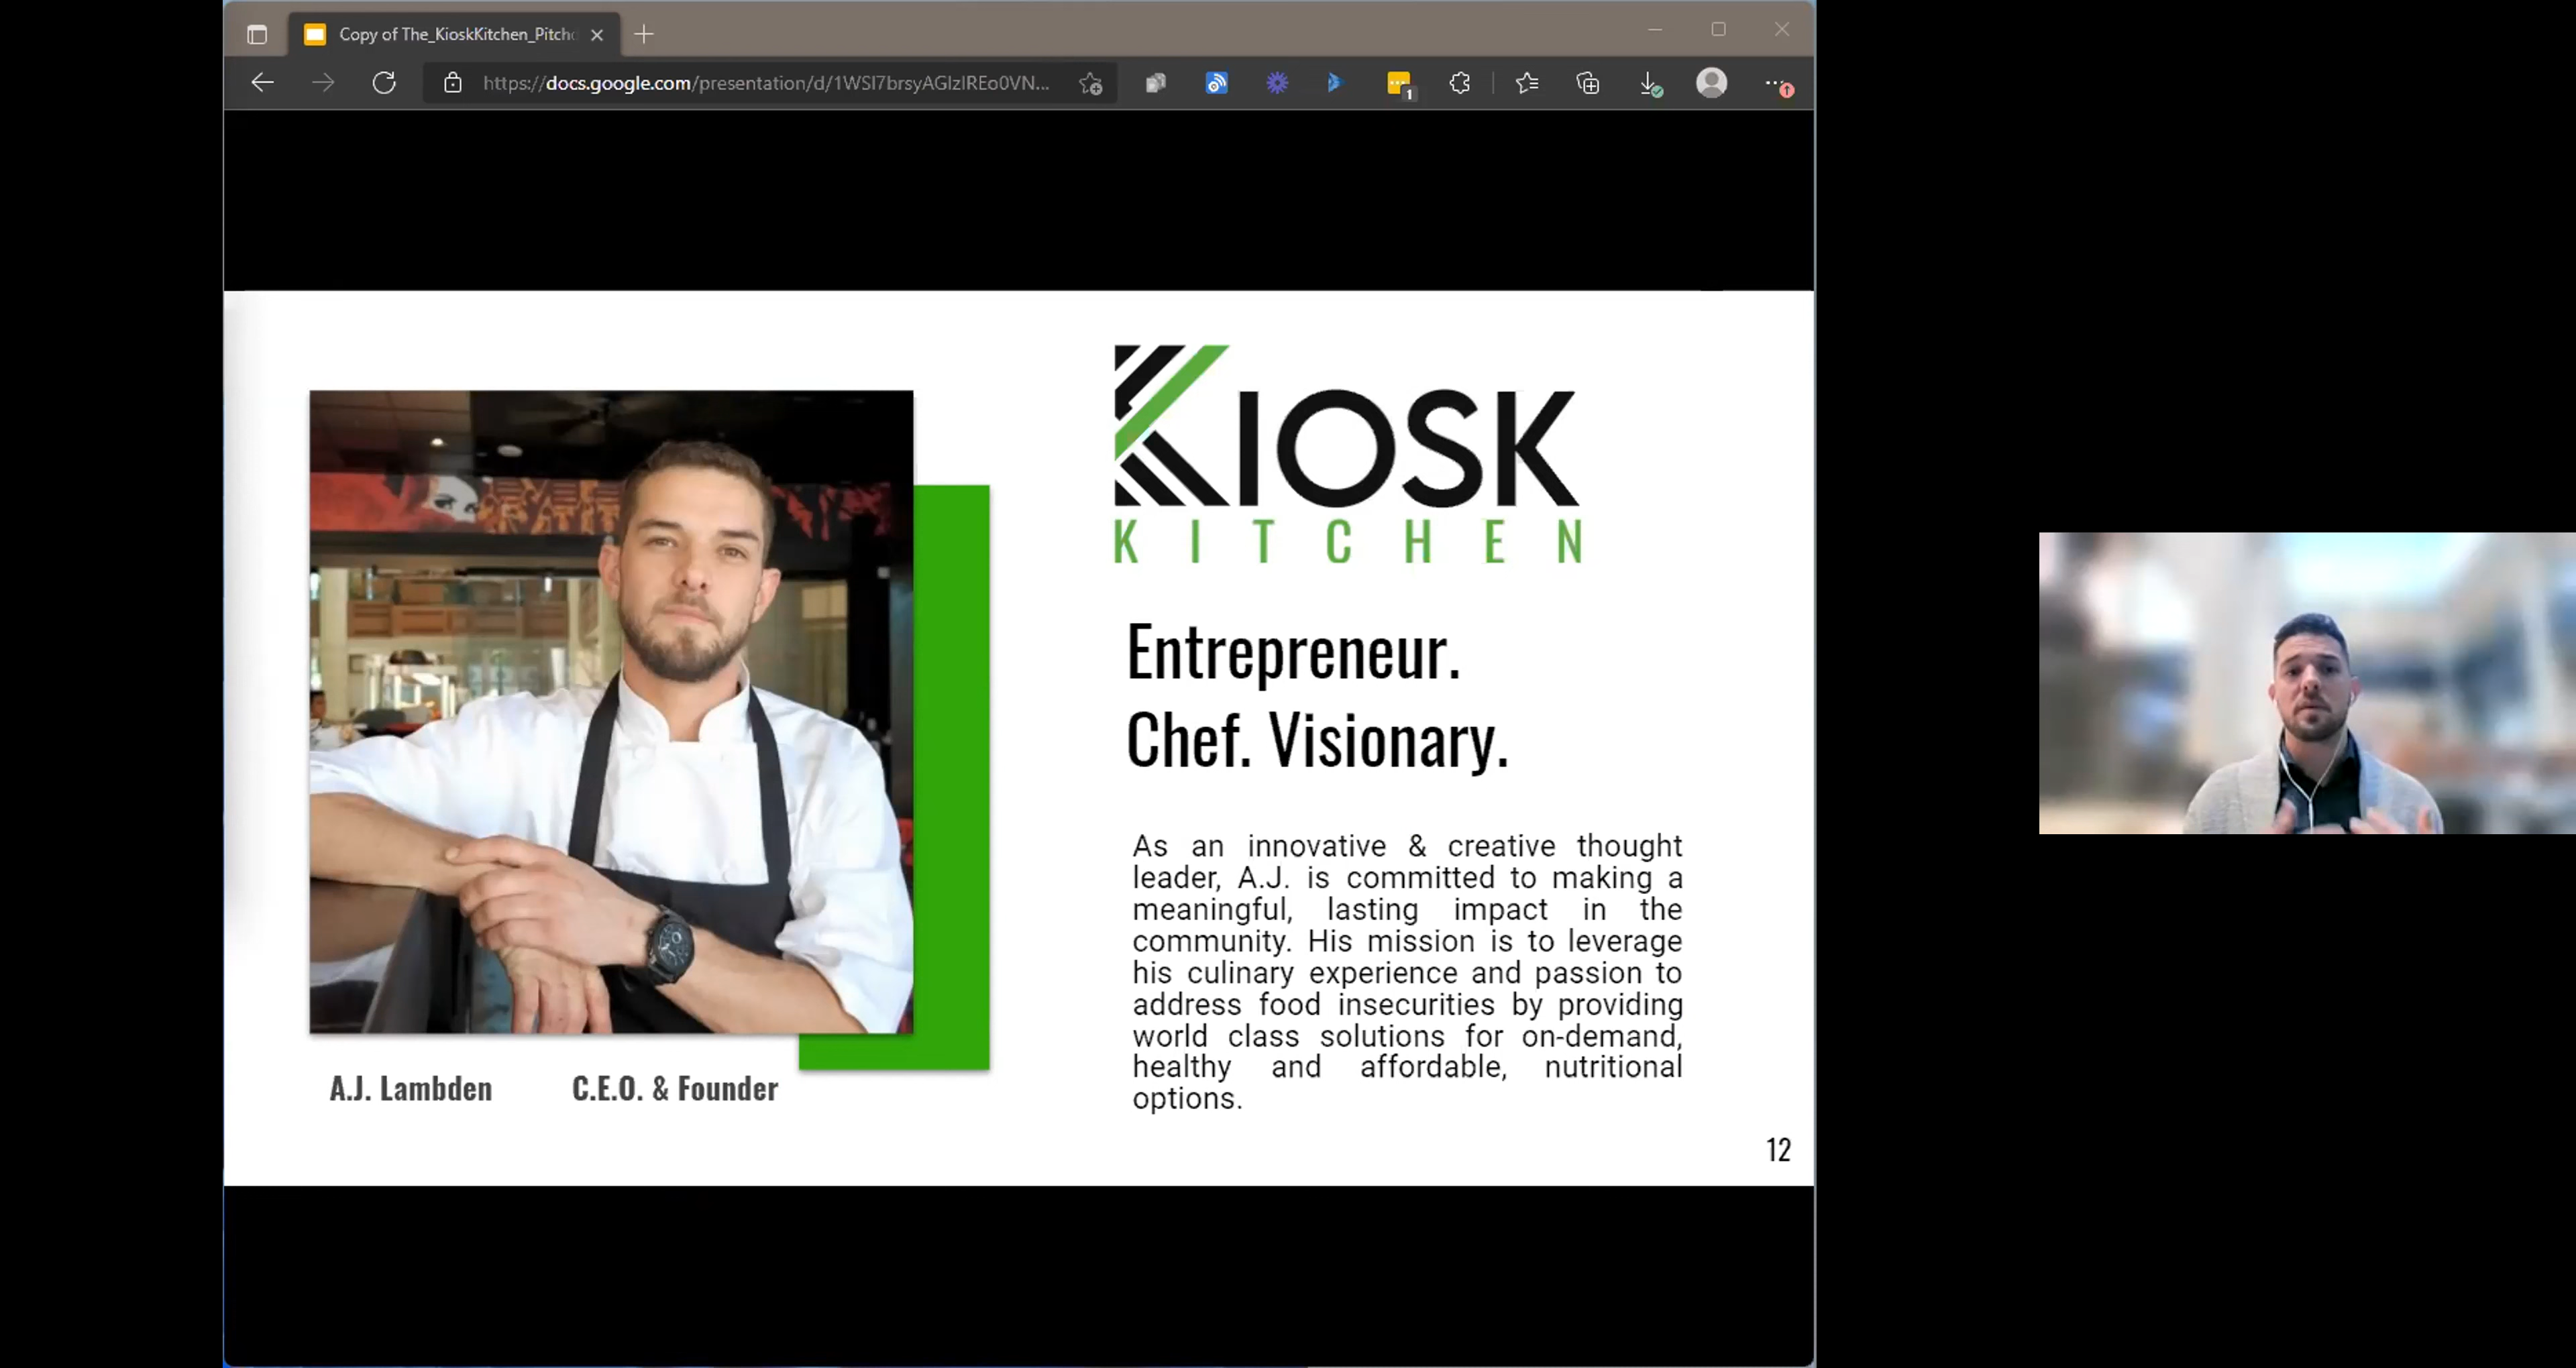 Copy of The_KioskKitchen_Pitch
https://docs.google.com/presentation/d/1WSl7brsyAGlzlREo0VN...
1
KIOSK
KITCHEN
Entrepreneur.
Chef. Visionary.
As an innovative & creative thought
leader, A.J. is committed to making a
meaningful, lasting impact in the
community. His mission is to leverage
his culinary experience and passion to
address food insecurities by providing
world class solutions for on-demand,
healthy and affordable, nutritional
options.
A.J. Lambden C.E.O. & Founder
12